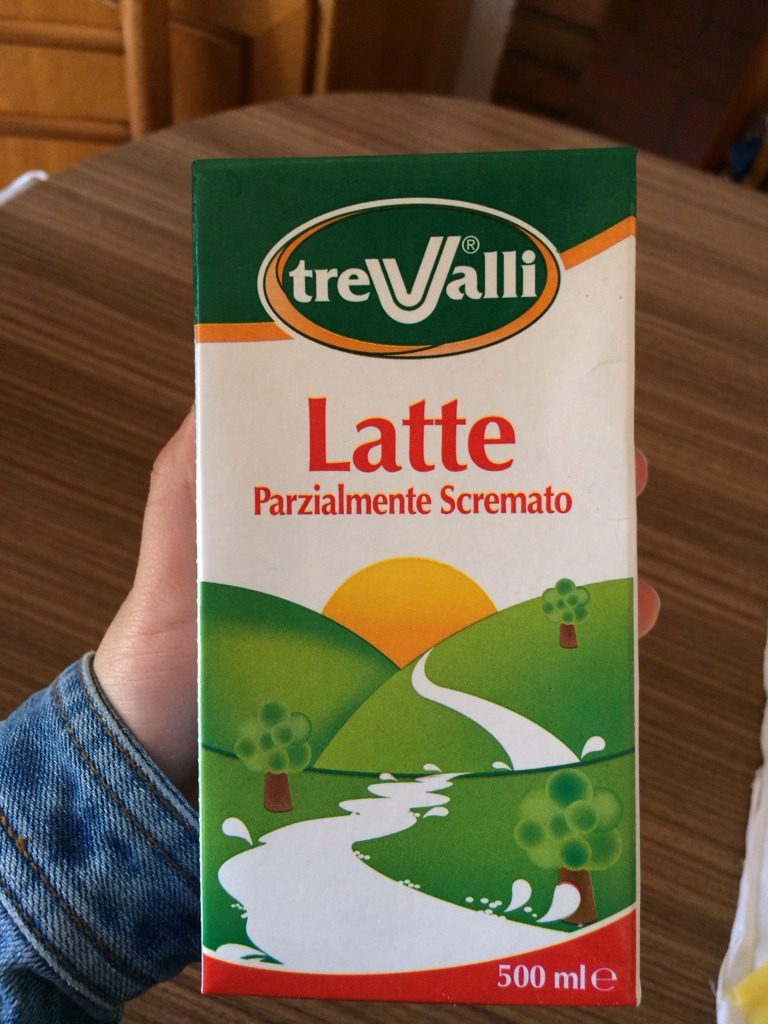 treValli®
Latte
Parzialmente Scremato
500 ml ℮